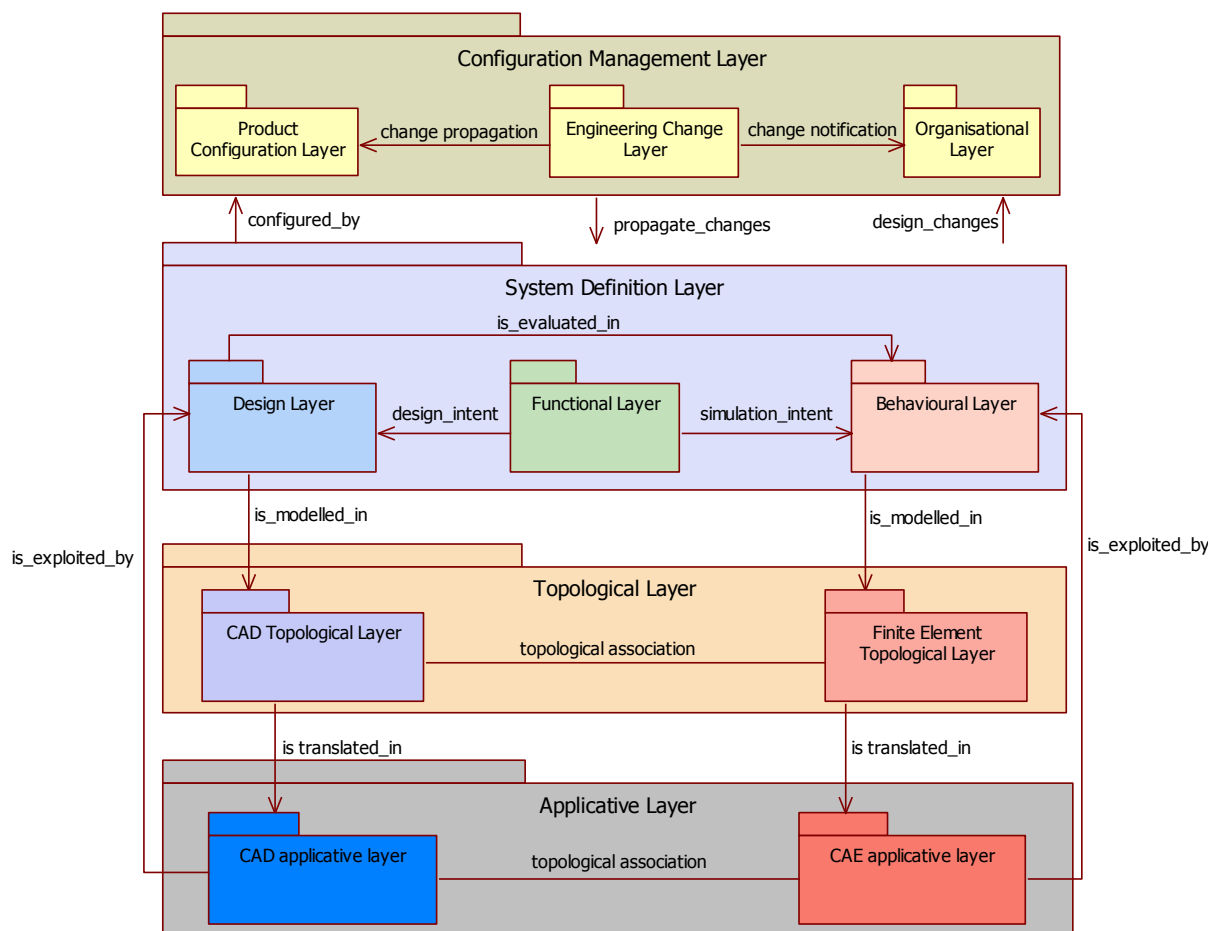 Configuration Management Layer
Product
Configuration Layer
change propagation
Engineering Change
Layer
change notification
Organisational
Layer
configured_by
propagate_changes
design_changes
System Definition Layer
is_evaluated_in
Design Layer
design_intent
Functional Layer
simulation_intent
Behavioural Layer
is_modelled_in
is_modelled_in
is_exploited_by
is_exploited_by
Topological Layer
CAD Topological Layer
topological association
Finite Element
Topological Layer
is translated_in
is translated_in
Applicative Layer
CAD applicative layer
topological association
CAE applicative layer